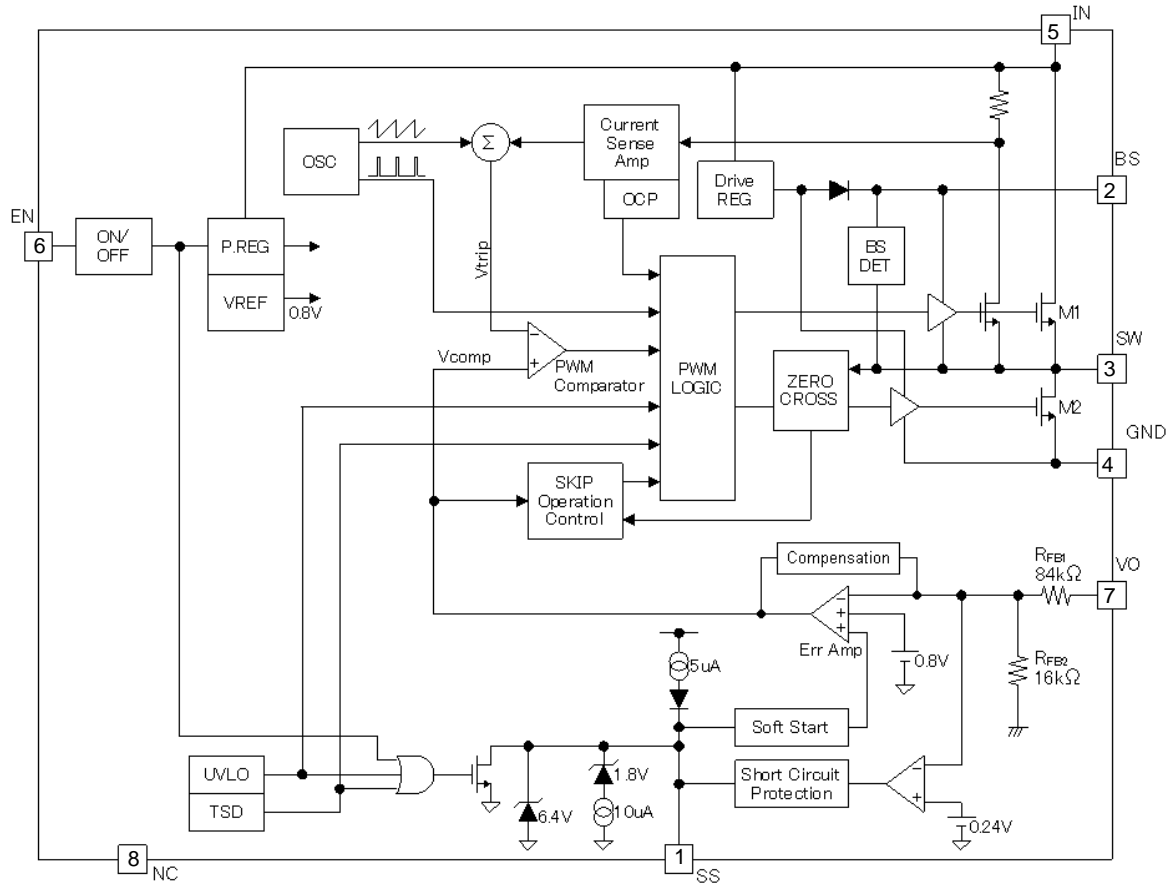 IN
5
OSC
Σ
Current
Sense
Amp
OCP
Drive
REG
BS
2
EN
6
ON/
OFF
P.REG
VREF
0.8V
Vtrip
BS
DET
M1
SW
3
Vcomp
−
+
PWM
Comparator
PWM
LOGIC
ZERO
CROSS
M2
GND
4
SKIP
Operation
Control
Compensation
RFB1
84kΩ
VO
7
−
+
+
Err Amp
0.8V
RFB2
16kΩ
5uA
Soft Start
UVLO
TSD
1.8V
6.4V
10uA
Short Circuit
Protection
−
+
0.24V
8
NC
1
SS